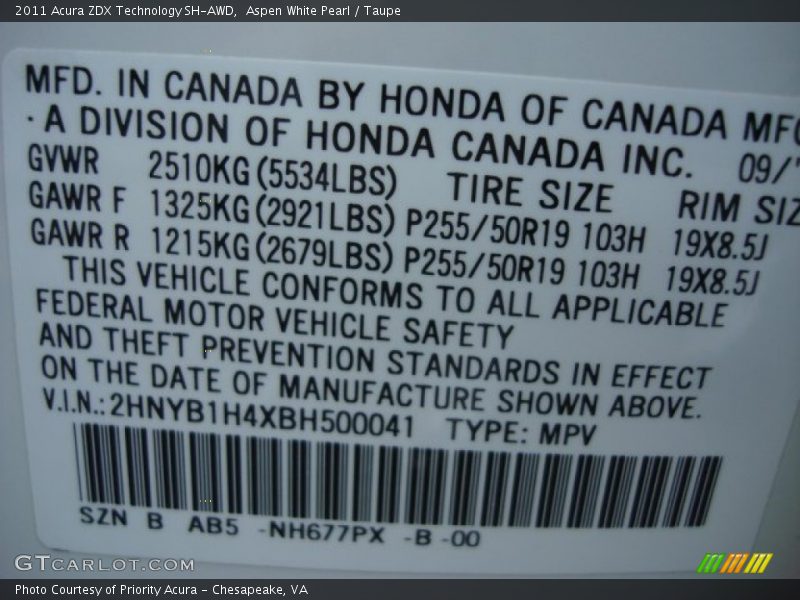 2011 Acura ZDX Technology SH-AWD,  Aspen White Pearl / Taupe
MFD. IN CANADA BY HONDA OF CANADA MFG
· A DIVISION OF HONDA CANADA INC. 09/
GVWR 2510KG (5534LBS) TIRE SIZE RIM SIZ
GAWR F 1325KG (2921LBS) P255/50R19 103H 19X8.5J
GAWR R 1215KG (2679LBS) P255/50R19 103H 19X8.5J
THIS VEHICLE CONFORMS TO ALL APPLICABLE
FEDERAL MOTOR VEHICLE SAFETY
AND THEFT PREVENTION STANDARDS IN EFFECT
ON THE DATE OF MANUFACTURE SHOWN ABOVE.
V.I.N.: 2HNYB1H4XBH500041 TYPE: MPV
SZN B AB5 -NH677PX -B -00
GTCARLOT.COM
Photo Courtesy of Priority Acura – Chesapeake, VA